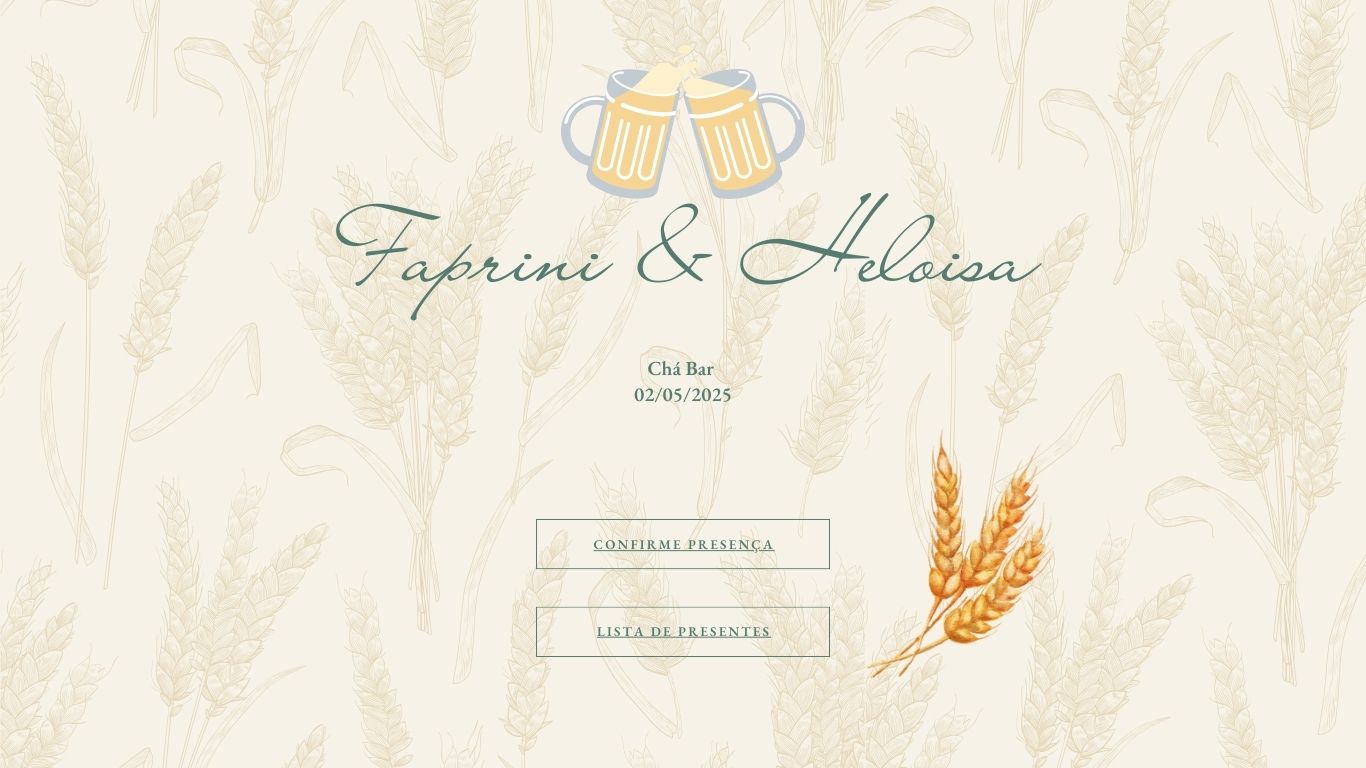 Faprini & Heloisa
Chá Bar
02/05/2025
CONFIRME PRESENÇA
LISTA DE PRESENTES